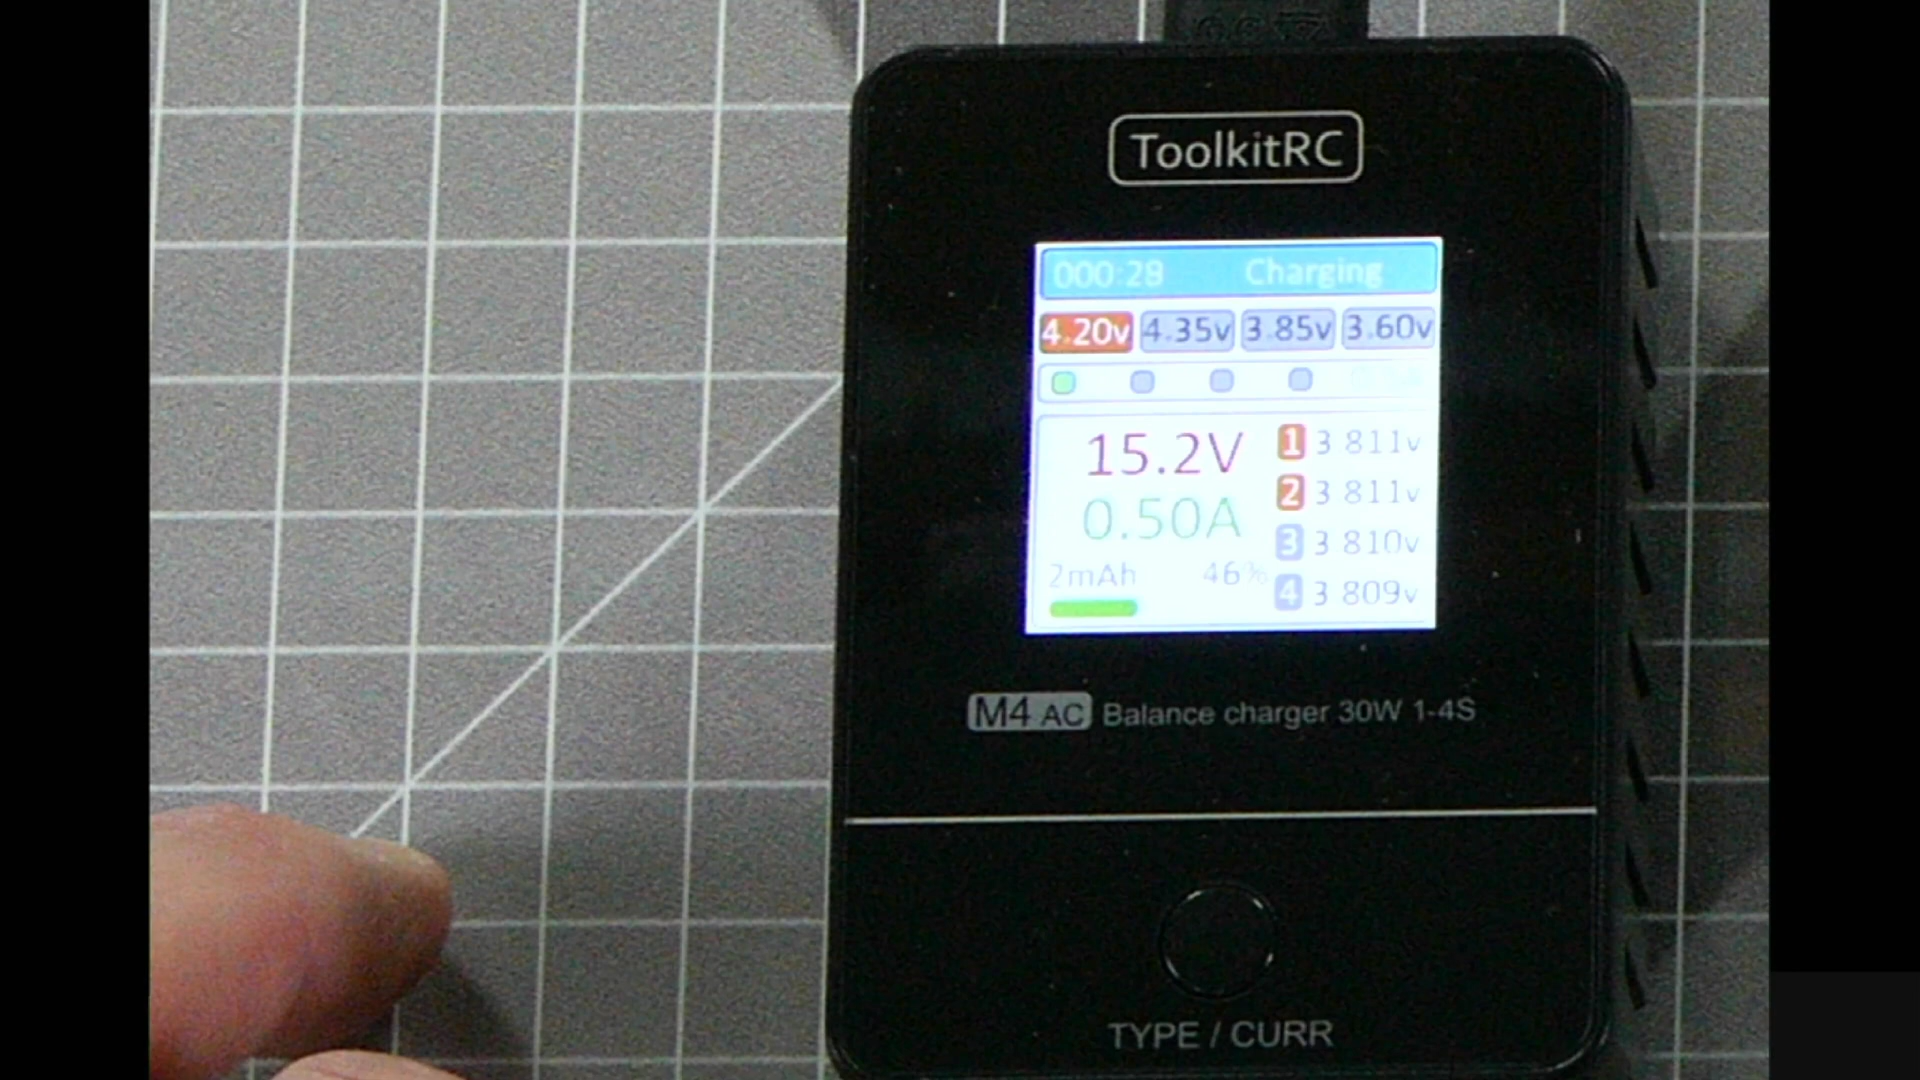 ToolkitRC
000:28 Charging
4.20v 4.35v 3.85v 3.60v
15.2V
0.50A
2mAh 46%
1 3 811v
2 3 811v
3 3 810v
4 3 809v
M4 AC Balance charger 30W 1-4S
TYPE / CURR